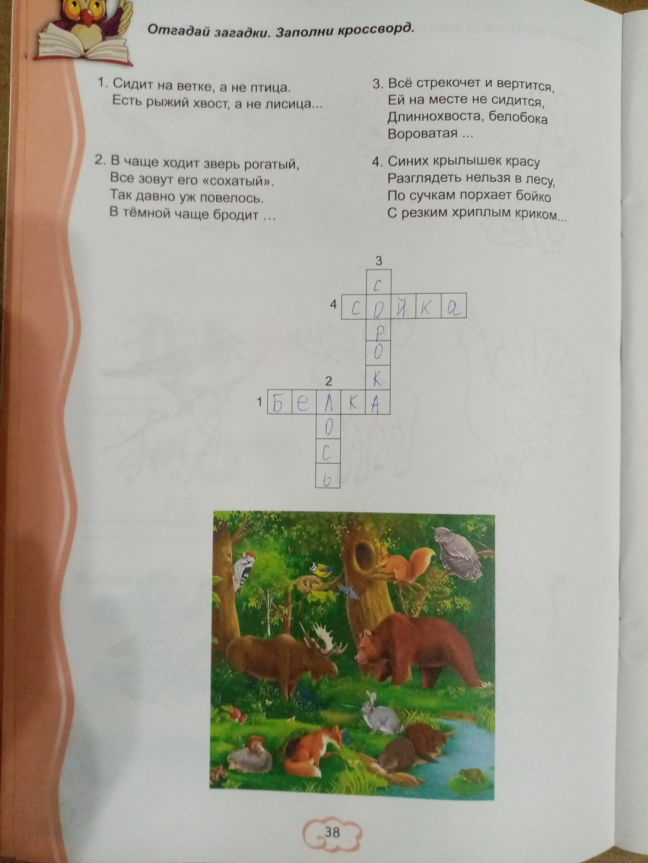 Отгадай загадки. Заполни кроссворд.
1. Сидит на ветке, а не птица.
Есть рыжий хвост, а не лисица...
2. В чаще ходит зверь рогатый,
Все зовут его «сохатый».
Так давно уж повелось.
В тёмной чаще бродит ...
3. Всё стрекочет и вертится,
Ей на месте не сидится,
Длиннохвоста, белобока
Вороватая ...
4. Синих крылышек красу
Разглядеть нельзя в лесу,
По сучкам порхает бойко
С резким хриплым криком...
3
с
4 с о й к а
р
о
к
2
1 Б е л к А
о
с
ь
38